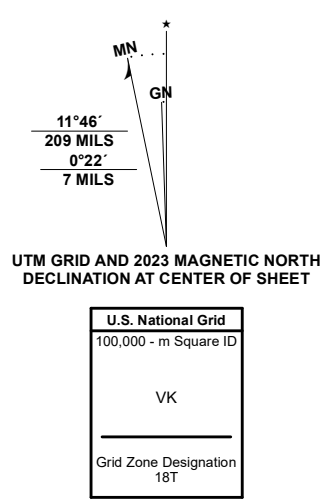 MN
GN
11°46´
209 MILS
0°22´
7 MILS
UTM GRID AND 2023 MAGNETIC NORTH
DECLINATION AT CENTER OF SHEET
U.S. National Grid
100,000 - m Square ID
VK
Grid Zone Designation
18T